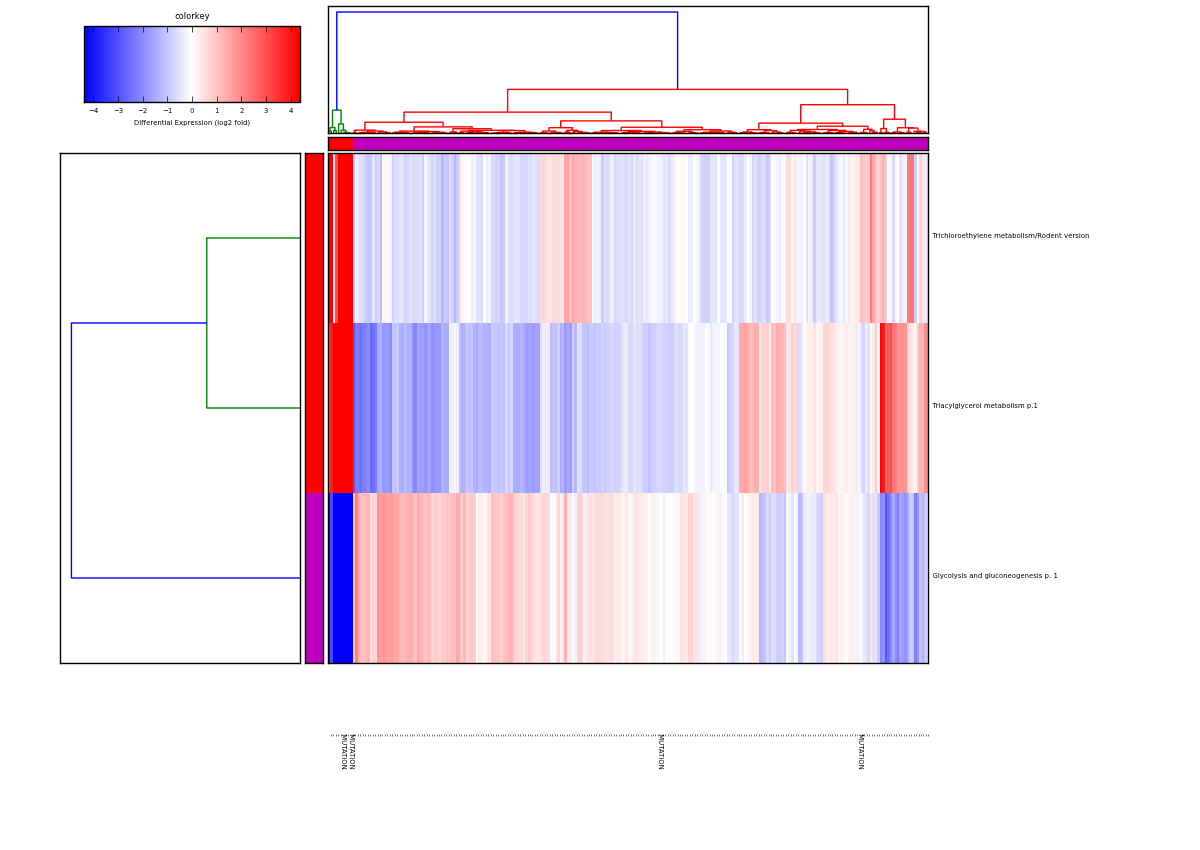 colorkey
−4 −3 −2 −1 0 1 2 3 4
Differential Expression (log2 fold)
Trichloroethylene metabolism/Rodent version
Triacylglycerol metabolism p.1
Glycolysis and gluconeogenesis p. 1
MUTATION
MUTATION
MUTATION
MUTATION